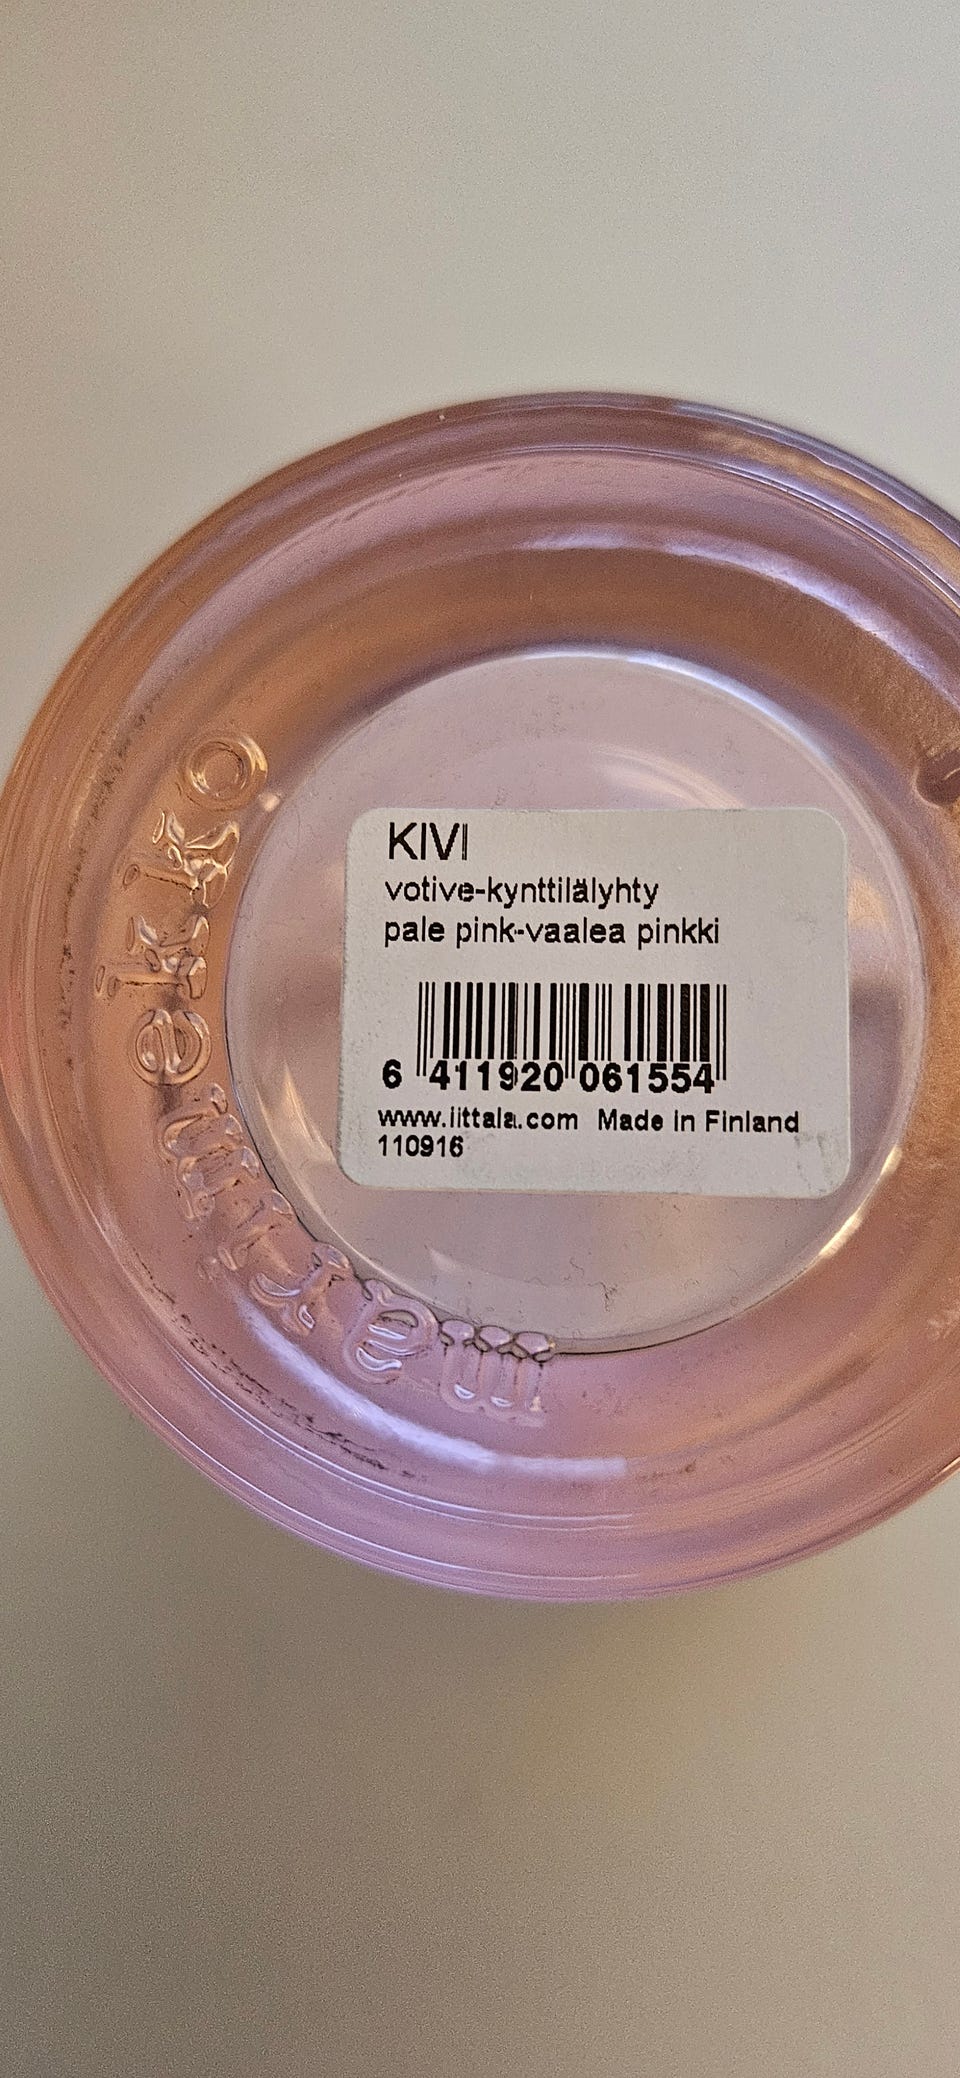 KIVI
votive-kynttilälyhty
pale pink-vaalea pinkki
6 411920 061554
www.iittala.com Made in Finland
110916
marimekko